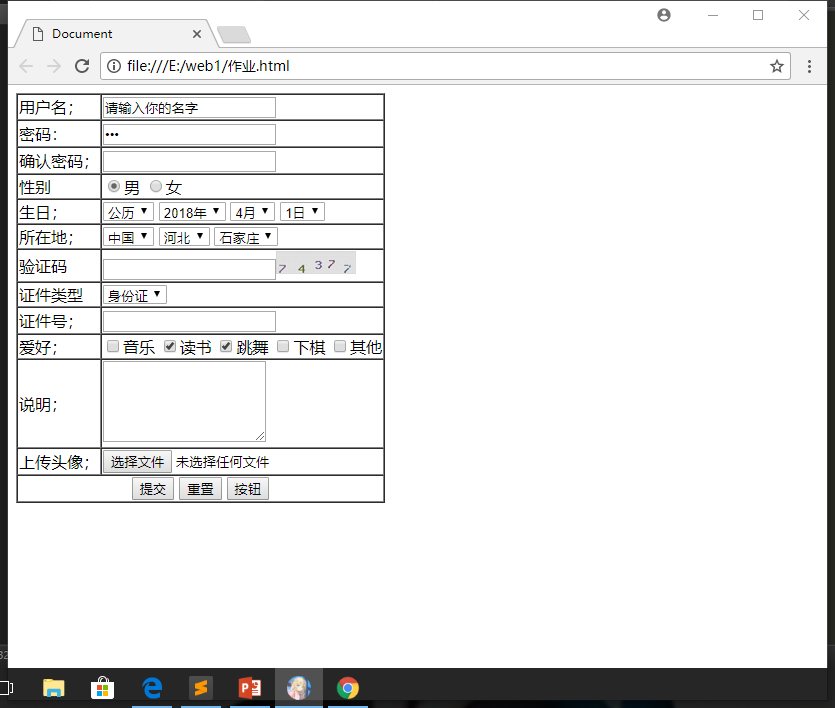 Document
file:///E:/web1/作业.html
用户名； 请输入你的名字
密码： •••
确认密码；
性别 男 女
生日； 公历 2018年 4月 1日
所在地； 中国 河北 石家庄
验证码 7 4 3 7 7
证件类型 身份证
证件号；
爱好； 音乐 读书 跳舞 下棋 其他
说明；
上传头像； 选择文件 未选择任何文件
提交 重置 按钮